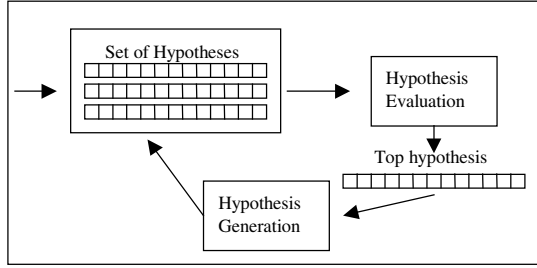 Set of Hypotheses
Hypothesis
Evaluation
Top hypothesis
Hypothesis
Generation